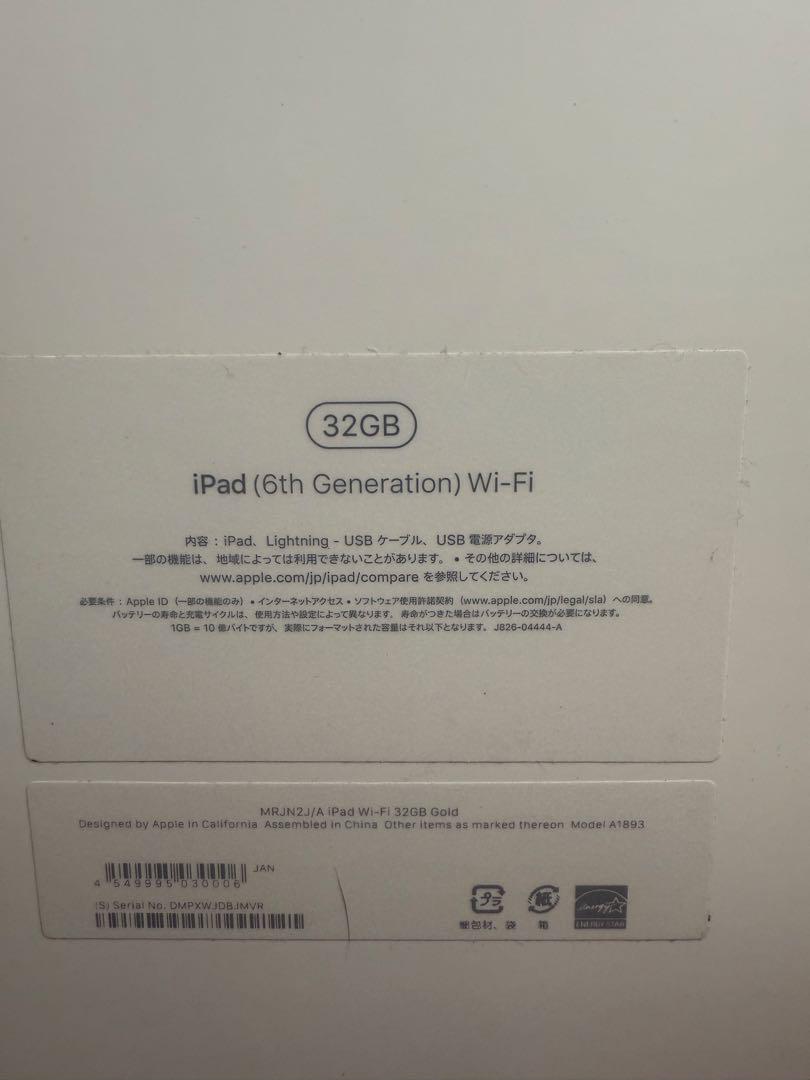 32GB
iPad (6th Generation) Wi-Fi
内容：iPad、Lightning - USB ケーブル、USB 電源アダプタ。
一部の機能は、地域によっては利用できないことがあります。 • その他の詳細については、
www.apple.com/jp/ipad/compare を参照してください。
必要条件：Apple ID（一部の機能のみ）• インターネットアクセス • ソフトウェア使用許諾契約（www.apple.com/jp/legal/sla）への同意。
バッテリーの寿命と充電サイクルは、使用方法や設定によって異なります。寿命がつきた場合はバッテリーの交換が必要になります。
1GB = 10 億バイトですが、実際にフォーマットされた容量はそれ以下となります。 J826-04444-A
MRJN2J/A iPad Wi-Fi 32GB Gold
Designed by Apple in California Assembled in China Other items as marked thereon Model A1893
JAN
4 549995 030006
(S) Serial No. DMPXWJDBJMVR
プラ
紙
energy
ENERGY STAR
梱包材、袋
箱